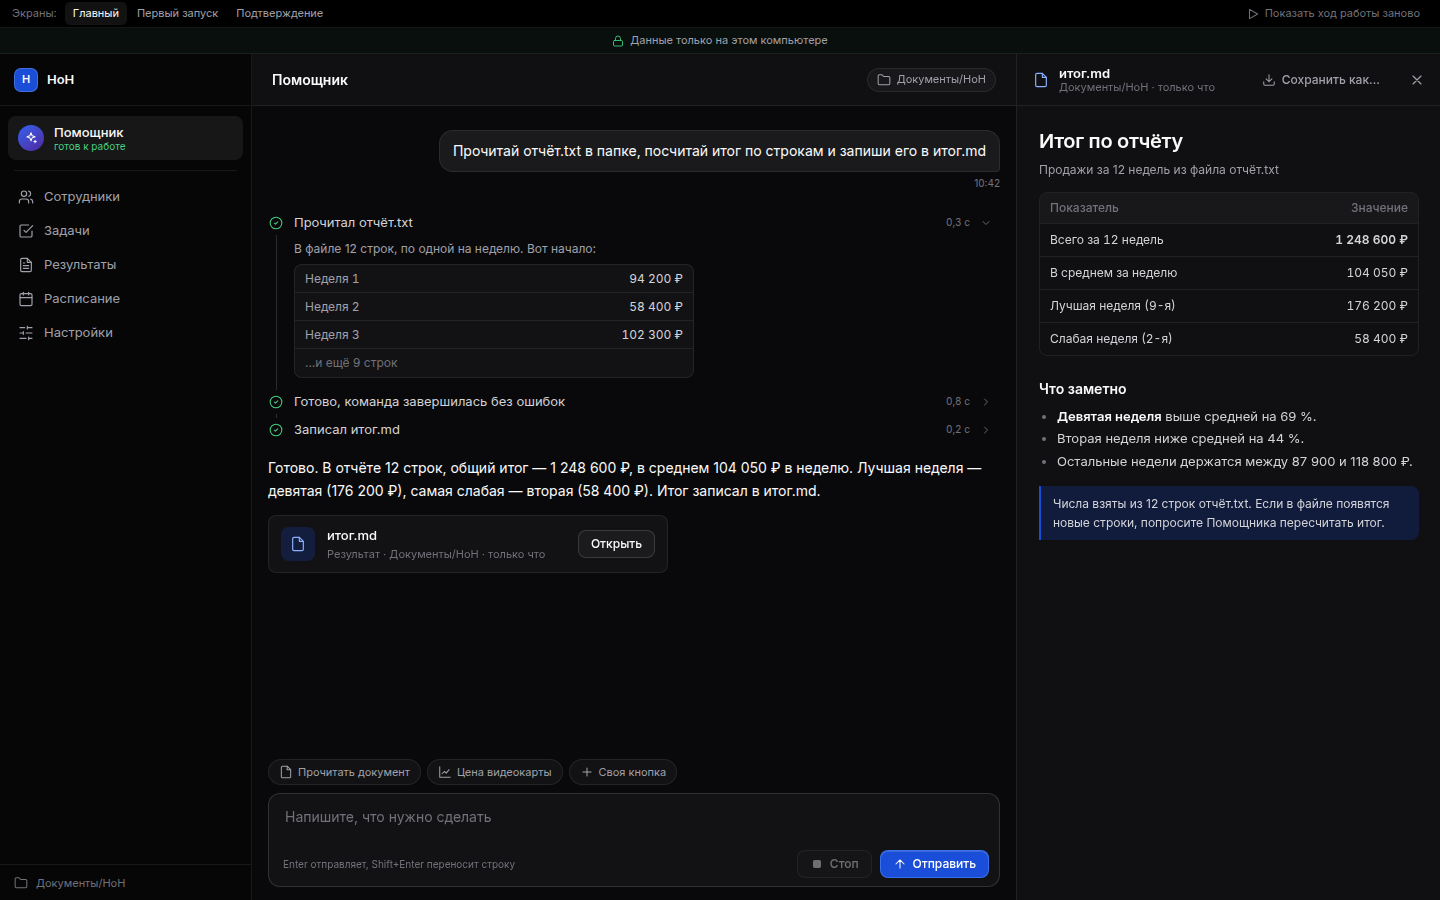 Экраны: Главный Первый запуск Подтверждение Показать ход работы заново
Данные только на этом компьютере
H HoH
Помощник
готов к работе
Сотрудники
Задачи
Результаты
Расписание
Настройки
Документы/HoH
Помощник Документы/HoH
Прочитай отчёт.txt в папке, посчитай итог по строкам и запиши его в итог.md
10:42
Прочитал отчёт.txt 0,3 с
В файле 12 строк, по одной на неделю. Вот начало:
Неделя 1 94 200 ₽
Неделя 2 58 400 ₽
Неделя 3 102 300 ₽
...и ещё 9 строк
Готово, команда завершилась без ошибок 0,8 с
Записал итог.md 0,2 с
Готово. В отчёте 12 строк, общий итог — 1 248 600 ₽, в среднем 104 050 ₽ в неделю. Лучшая неделя —
девятая (176 200 ₽), самая слабая — вторая (58 400 ₽). Итог записал в итог.md.
итог.md
Результат · Документы/HoH · только что
Открыть
Прочитать документ Цена видеокарты Своя кнопка
Напишите, что нужно сделать
Enter отправляет, Shift+Enter переносит строку Стоп Отправить
итог.md
Документы/HoH · только что
Сохранить как...
Итог по отчёту
Продажи за 12 недель из файла отчёт.txt
Показатель Значение
Всего за 12 недель 1 248 600 ₽
В среднем за неделю 104 050 ₽
Лучшая неделя (9-я) 176 200 ₽
Слабая неделя (2-я) 58 400 ₽
Что заметно
• Девятая неделя выше средней на 69 %.
• Вторая неделя ниже средней на 44 %.
• Остальные недели держатся между 87 900 и 118 800 ₽.
Числа взяты из 12 строк отчёт.txt. Если в файле появятся
новые строки, попросите Помощника пересчитать итог.